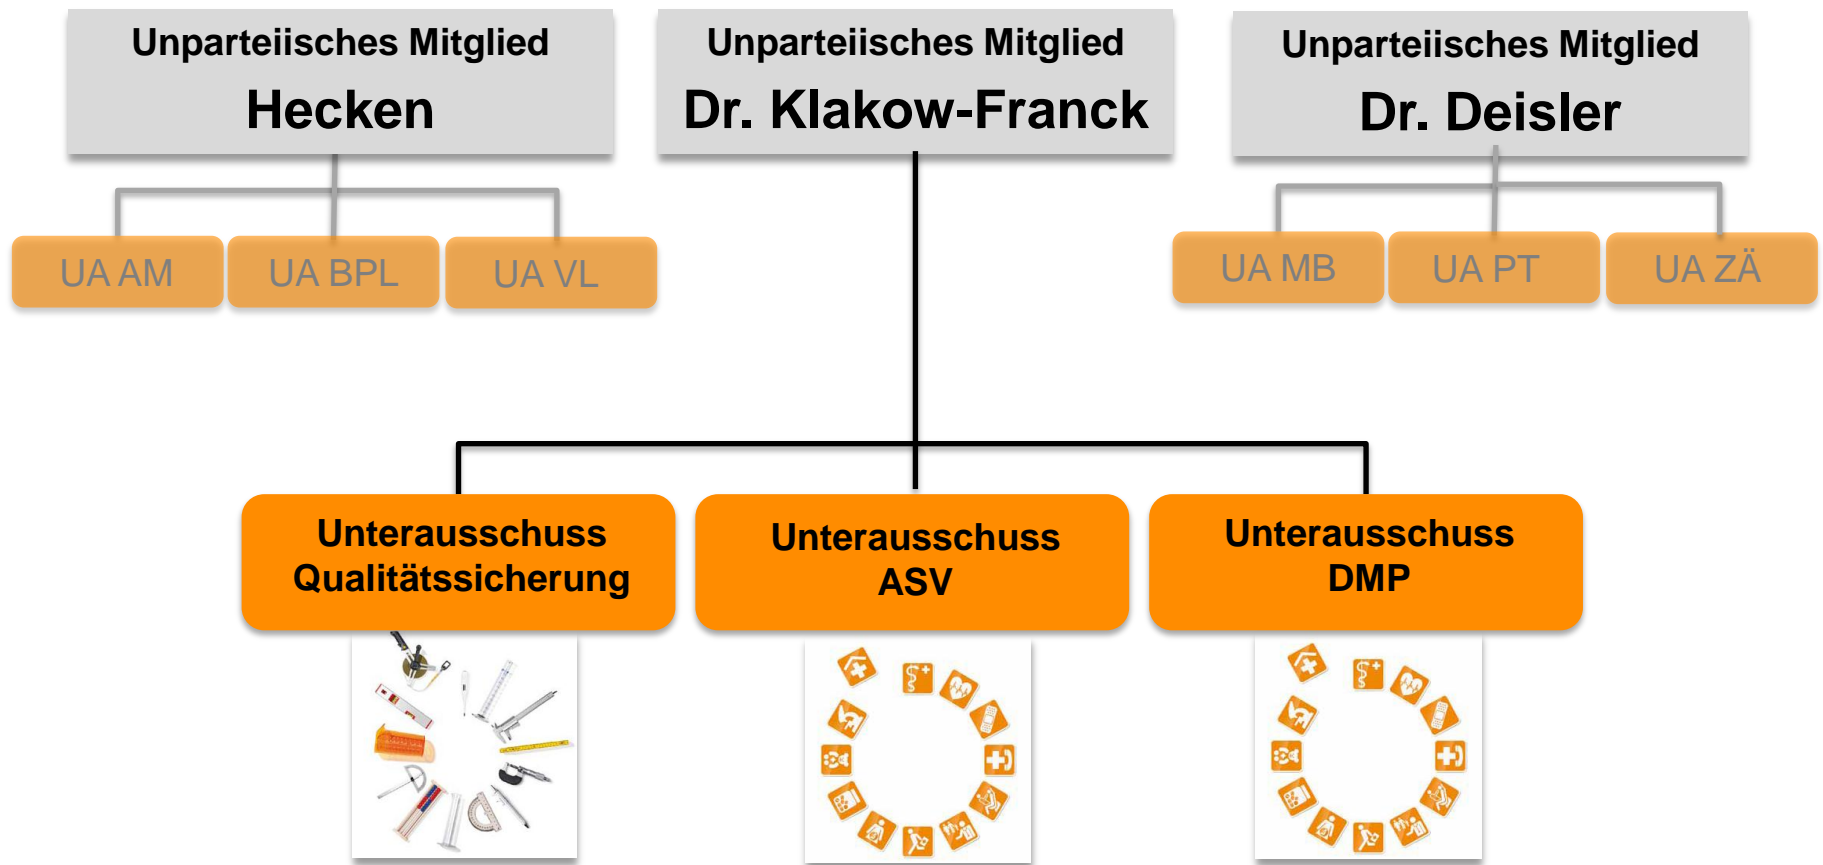 Unparteiisches Mitglied
Hecken
Unparteiisches Mitglied
Dr. Klakow-Franck
Unparteiisches Mitglied
Dr. Deisler
UA AM
UA BPL
UA VL
UA MB
UA PT
UA ZÄ
Unterausschuss
Qualitätssicherung
Unterausschuss
ASV
Unterausschuss
DMP